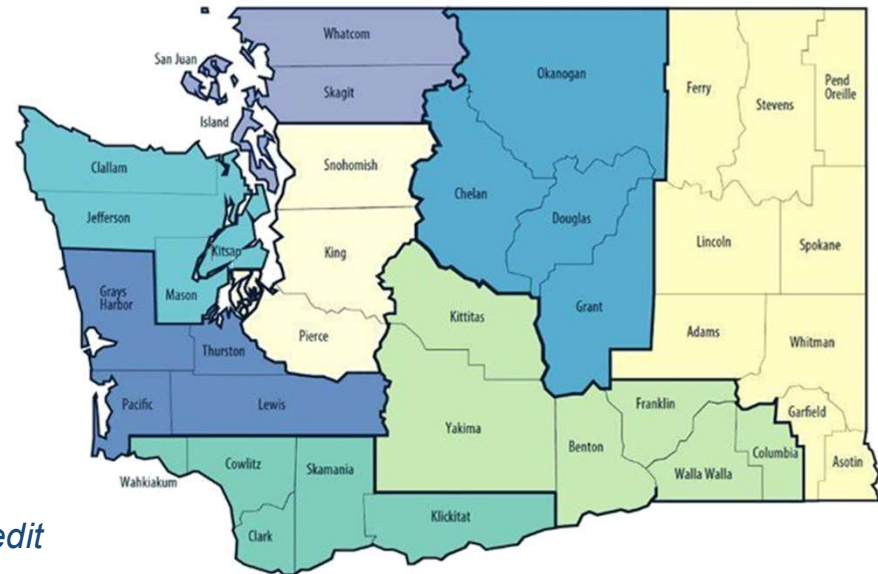 Whatcom
San Juan
Skagit
Island
Okanogan
Ferry
Stevens
Pend
Oreille
Clallam
Snohomish
Jefferson
Chelan
Douglas
Kitsap
King
Lincoln
Spokane
Grays
Harbor
Mason
Grant
Kittitas
Adams
Whitman
Thurston
Pierce
Pacific
Lewis
Yakima
Franklin
Garfield
Benton
Columbia
Walla Walla
Asotin
Wahkiakum
Cowlitz
Skamania
Klickitat
Clark
edit